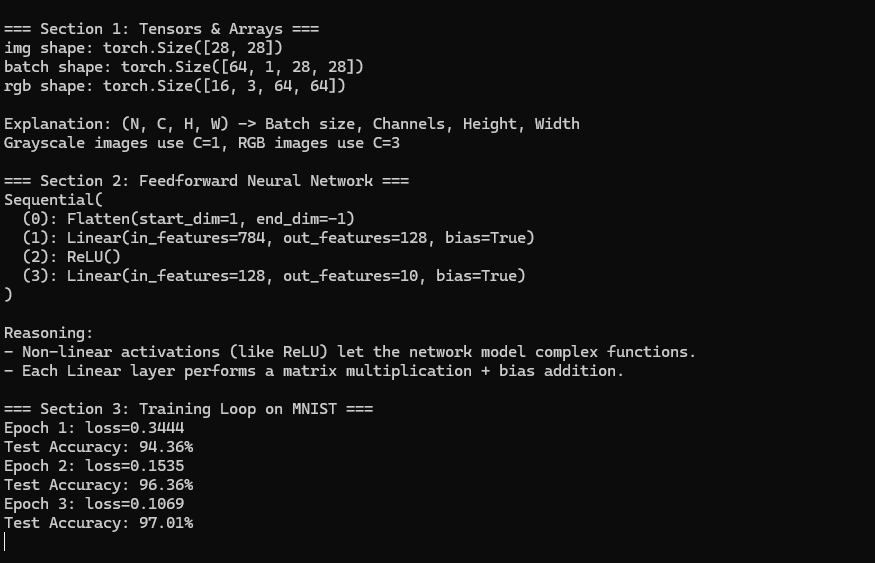 === Section 1: Tensors & Arrays ===
img shape: torch.Size([28, 28])
batch shape: torch.Size([64, 1, 28, 28])
rgb shape: torch.Size([16, 3, 64, 64])

Explanation: (N, C, H, W) -> Batch size, Channels, Height, Width
Grayscale images use C=1, RGB images use C=3

=== Section 2: Feedforward Neural Network ===
Sequential(
  (0): Flatten(start_dim=1, end_dim=-1)
  (1): Linear(in_features=784, out_features=128, bias=True)
  (2): ReLU()
  (3): Linear(in_features=128, out_features=10, bias=True)
)

Reasoning:
- Non-linear activations (like ReLU) let the network model complex functions.
- Each Linear layer performs a matrix multiplication + bias addition.

=== Section 3: Training Loop on MNIST ===
Epoch 1: loss=0.3444
Test Accuracy: 94.36%
Epoch 2: loss=0.1535
Test Accuracy: 96.36%
Epoch 3: loss=0.1069
Test Accuracy: 97.01%